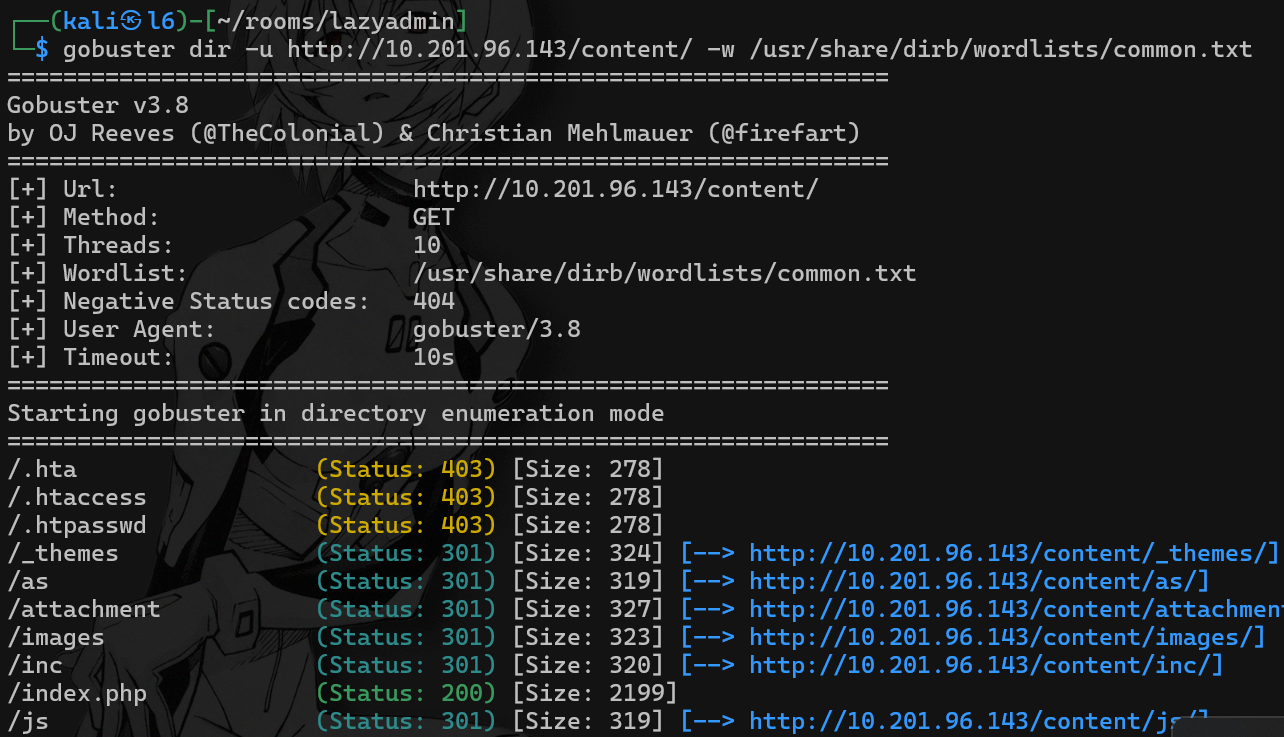 ┌──(kali㉿l6)-[~/rooms/lazyadmin]
└─$ gobuster dir -u http://10.201.96.143/content/ -w /usr/share/dirb/wordlists/common.txt
===============================================================
Gobuster v3.8
by OJ Reeves (@TheColonial) & Christian Mehlmauer (@firefart)
===============================================================
[+] Url:                     http://10.201.96.143/content/
[+] Method:                  GET
[+] Threads:                 10
[+] Wordlist:                /usr/share/dirb/wordlists/common.txt
[+] Negative Status codes:   404
[+] User Agent:              gobuster/3.8
[+] Timeout:                 10s
===============================================================
Starting gobuster in directory enumeration mode
===============================================================
/.hta                 (Status: 403) [Size: 278]
/.htaccess            (Status: 403) [Size: 278]
/.htpasswd            (Status: 403) [Size: 278]
/_themes              (Status: 301) [Size: 324] [--> http://10.201.96.143/content/_themes/]
/as                   (Status: 301) [Size: 319] [--> http://10.201.96.143/content/as/]
/attachment           (Status: 301) [Size: 327] [--> http://10.201.96.143/content/attachment
/images               (Status: 301) [Size: 323] [--> http://10.201.96.143/content/images/]
/inc                  (Status: 301) [Size: 320] [--> http://10.201.96.143/content/inc/]
/index.php            (Status: 200) [Size: 2199]
/js                   (Status: 301) [Size: 319] [--> http://10.201.96.143/content/js/]